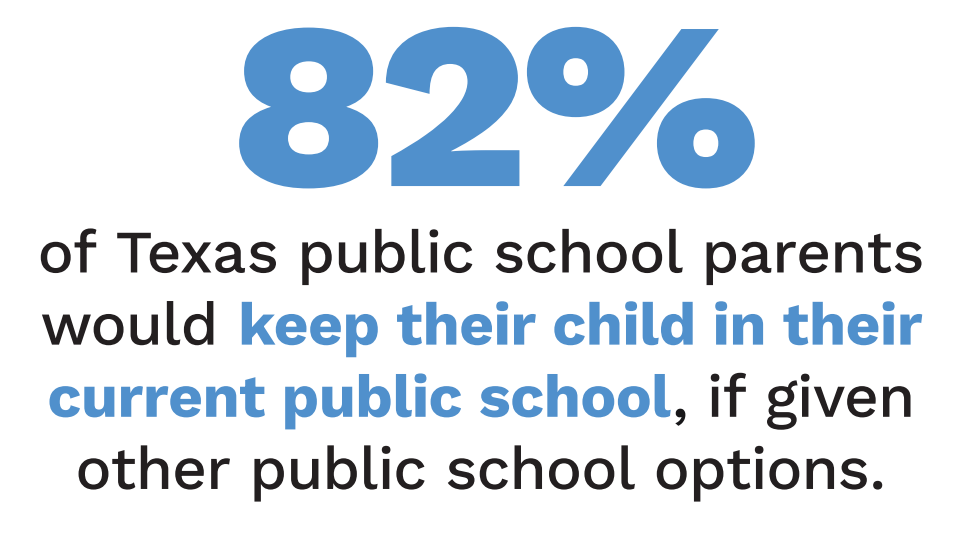 82%
of Texas public school parents
would keep their child in their
current public school, if given
other public school options.